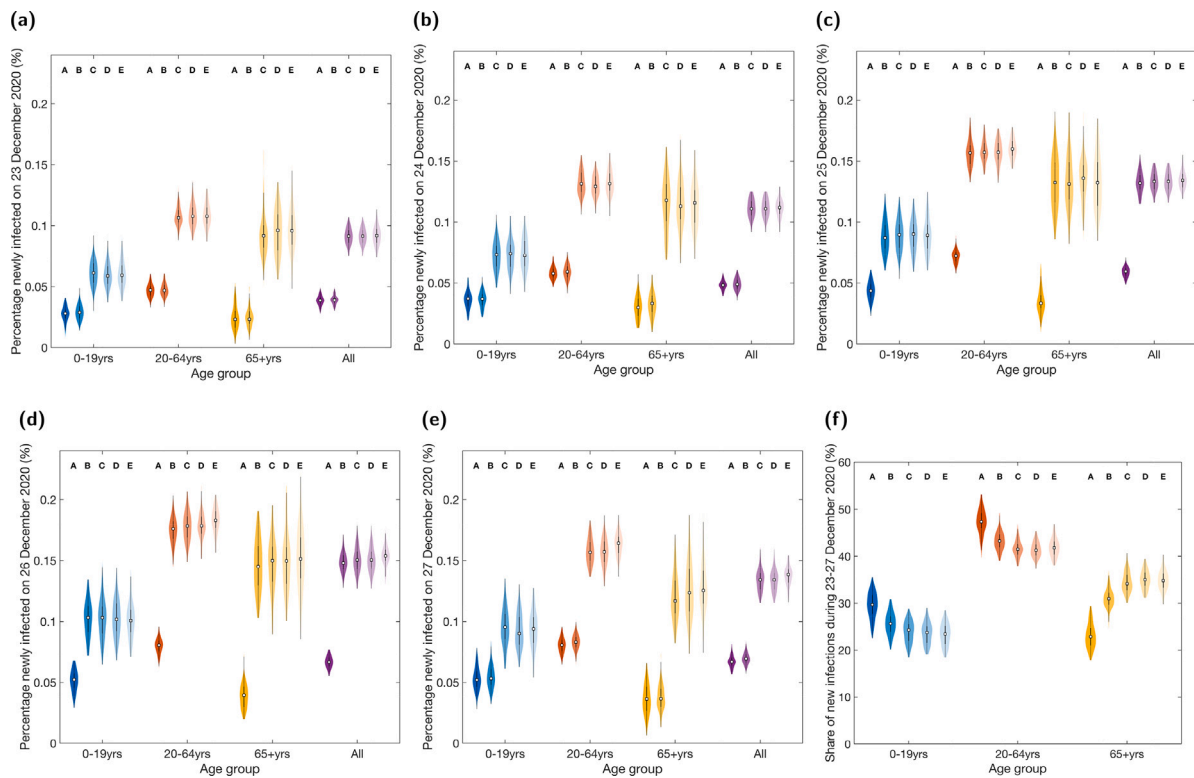 (a)
Percentage newly infected on 23 December 2020 (%)
A B C D E A B C D E A B C D E A B C D E
0.2
0.15
0.1
0.05
0
0-19yrs 20-64yrs 65+yrs All
Age group
(b)
Percentage newly infected on 24 December 2020 (%)
A B C D E A B C D E A B C D E A B C D E
0.2
0.15
0.1
0.05
0
0-19yrs 20-64yrs 65+yrs All
Age group
(c)
Percentage newly infected on 25 December 2020 (%)
A B C D E A B C D E A B C D E A B C D E
0.2
0.15
0.1
0.05
0
0-19yrs 20-64yrs 65+yrs All
Age group
(d)
Percentage newly infected on 26 December 2020 (%)
A B C D E A B C D E A B C D E A B C D E
0.2
0.15
0.1
0.05
0
0-19yrs 20-64yrs 65+yrs All
Age group
(e)
Percentage newly infected on 27 December 2020 (%)
A B C D E A B C D E A B C D E A B C D E
0.2
0.15
0.1
0.05
0
0-19yrs 20-64yrs 65+yrs All
Age group
(f)
Share of new infections during 23-27 December 2020 (%)
A B C D E A B C D E A B C D E
60
50
40
30
20
10
0
0-19yrs 20-64yrs 65+yrs
Age group